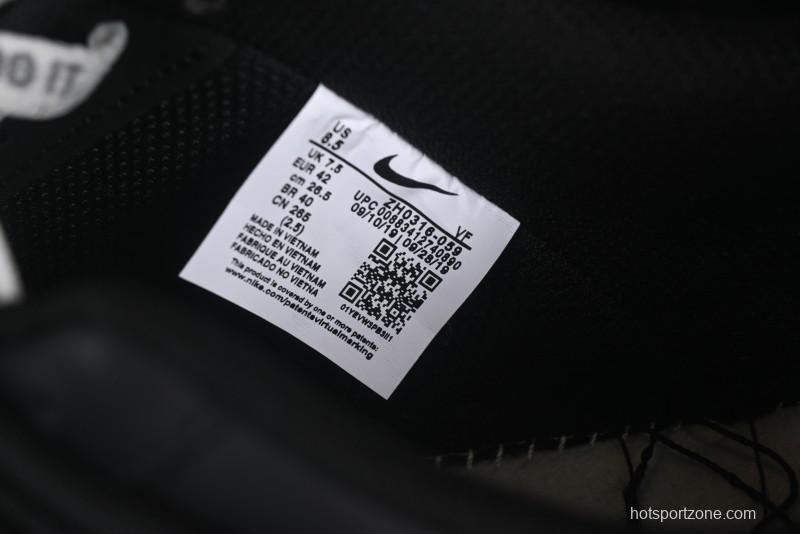 DO IT
US
8.5
UK 7.5
EUR 42
cm 26.5
BR 40
CN 265
(2.5)
VF
ZH0316-059
UPC 00883412740890
09/10/19 | 09/28/19
MADE IN VIETNAM
HECHO EN VIETNAM
FABRIQUE AU VIETNAM
FABRICADO NO VIETNA
This product is covered by one or more patents:
www.nike.com/patentsvirtualmarking
hotsportzone.com